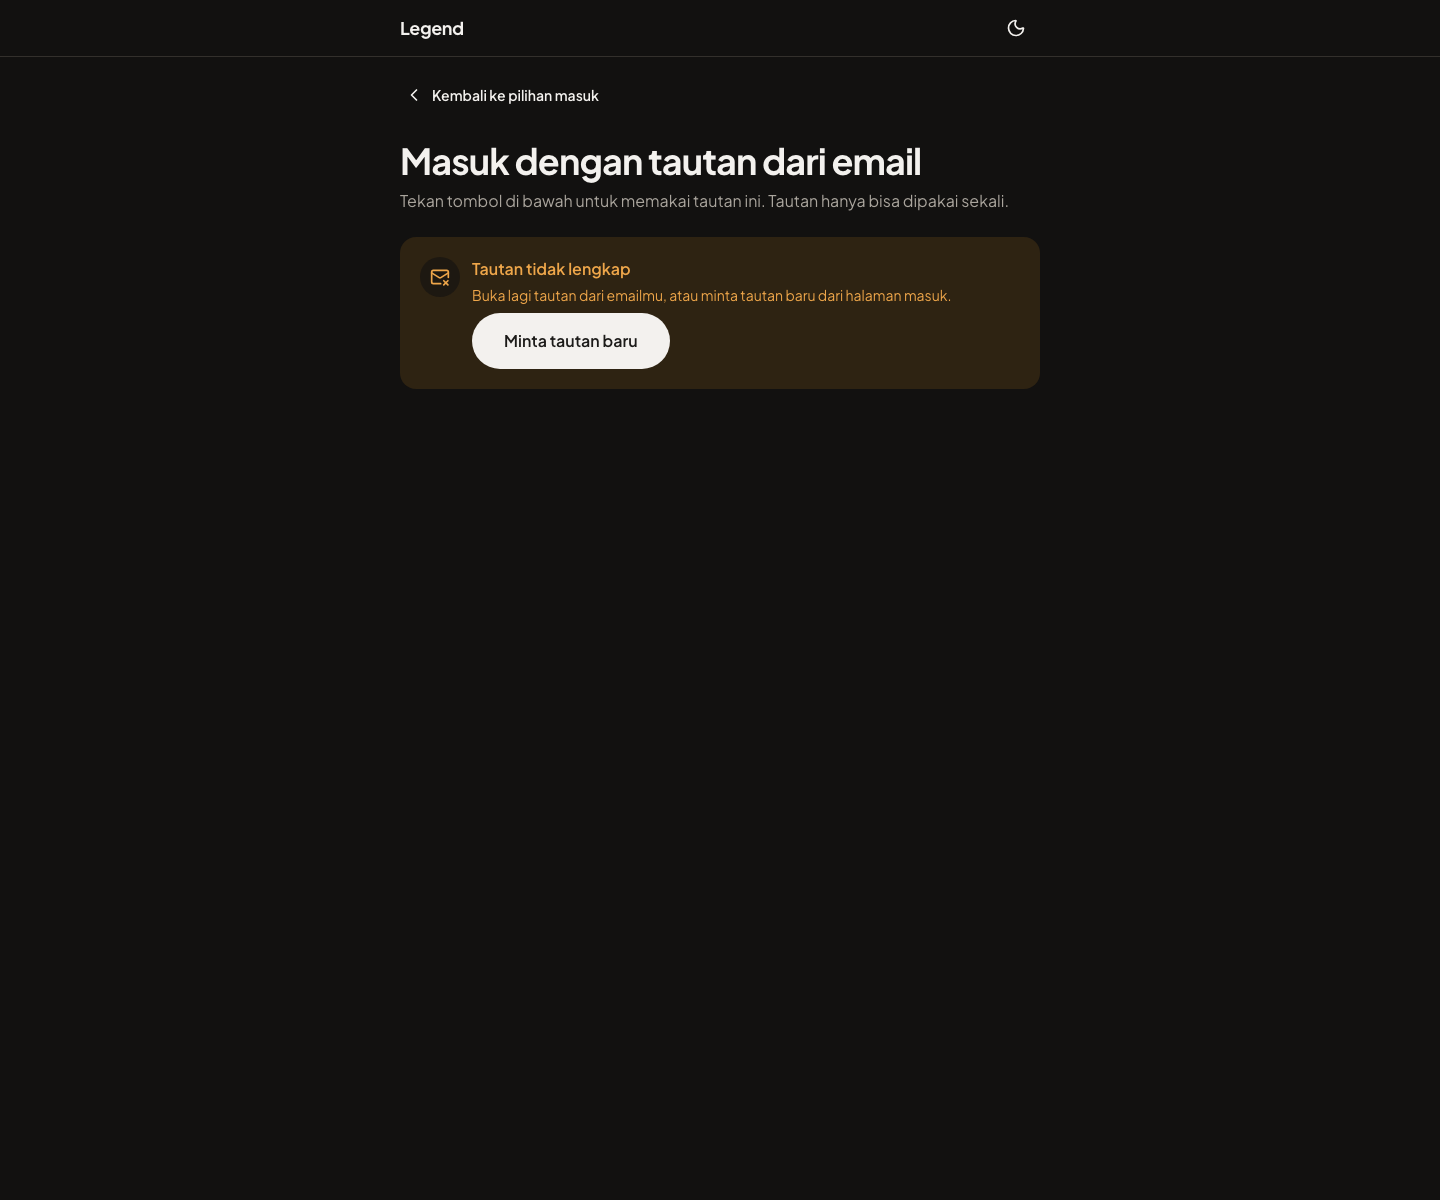 Legend
Kembali ke pilihan masuk
Masuk dengan tautan dari email
Tekan tombol di bawah untuk memakai tautan ini. Tautan hanya bisa dipakai sekali.
Tautan tidak lengkap
Buka lagi tautan dari emailmu, atau minta tautan baru dari halaman masuk.
Minta tautan baru